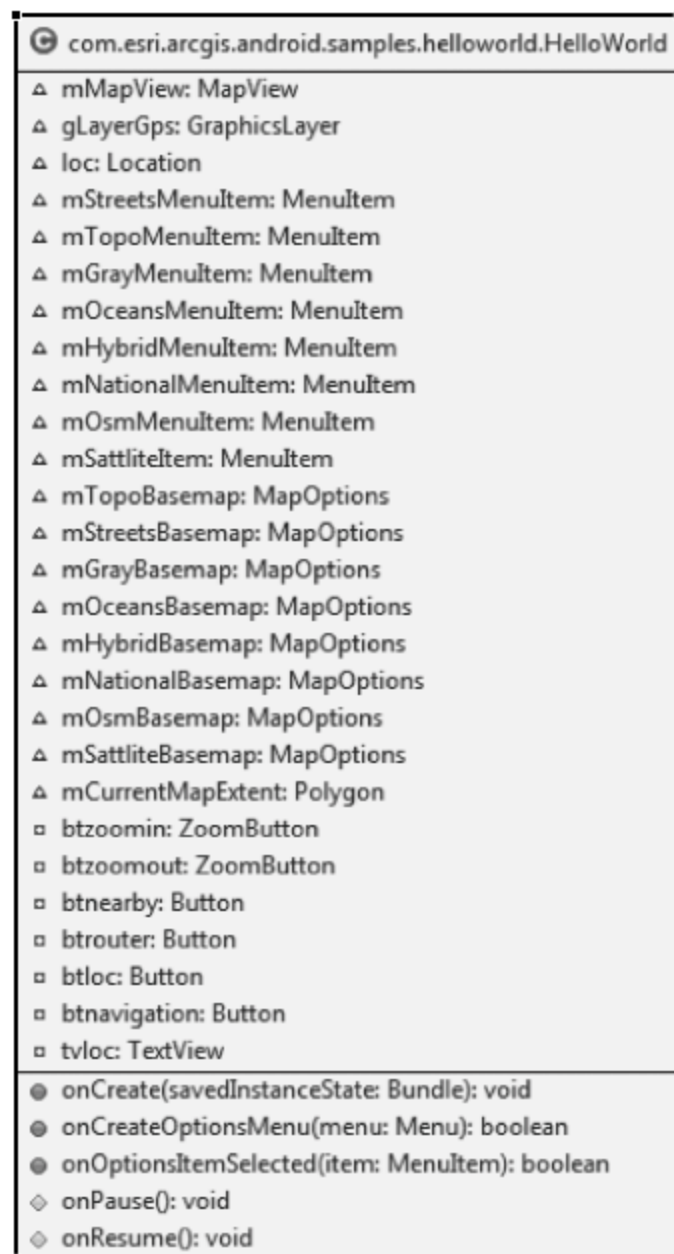 com.esri.arcgis.android.samples.helloworld.HelloWorld
mMapView: MapView
gLayerGps: GraphicsLayer
loc: Location
mStreetsMenuItem: MenuItem
mTopoMenuItem: MenuItem
mGrayMenuItem: MenuItem
mOceansMenuItem: MenuItem
mHybridMenuItem: MenuItem
mNationalMenuItem: MenuItem
mOsmMenuItem: MenuItem
mSattliteItem: MenuItem
mTopoBasemap: MapOptions
mStreetsBasemap: MapOptions
mGrayBasemap: MapOptions
mOceansBasemap: MapOptions
mHybridBasemap: MapOptions
mNationalBasemap: MapOptions
mOsmBasemap: MapOptions
mSattliteBasemap: MapOptions
mCurrentMapExtent: Polygon
btzoomin: ZoomButton
btzoomout: ZoomButton
btnearby: Button
btrouter: Button
btloc: Button
btnavigation: Button
tvloc: TextView
onCreate(savedInstanceState: Bundle): void
onCreateOptionsMenu(menu: Menu): boolean
onOptionsItemSelected(item: MenuItem): boolean
onPause(): void
onResume(): void